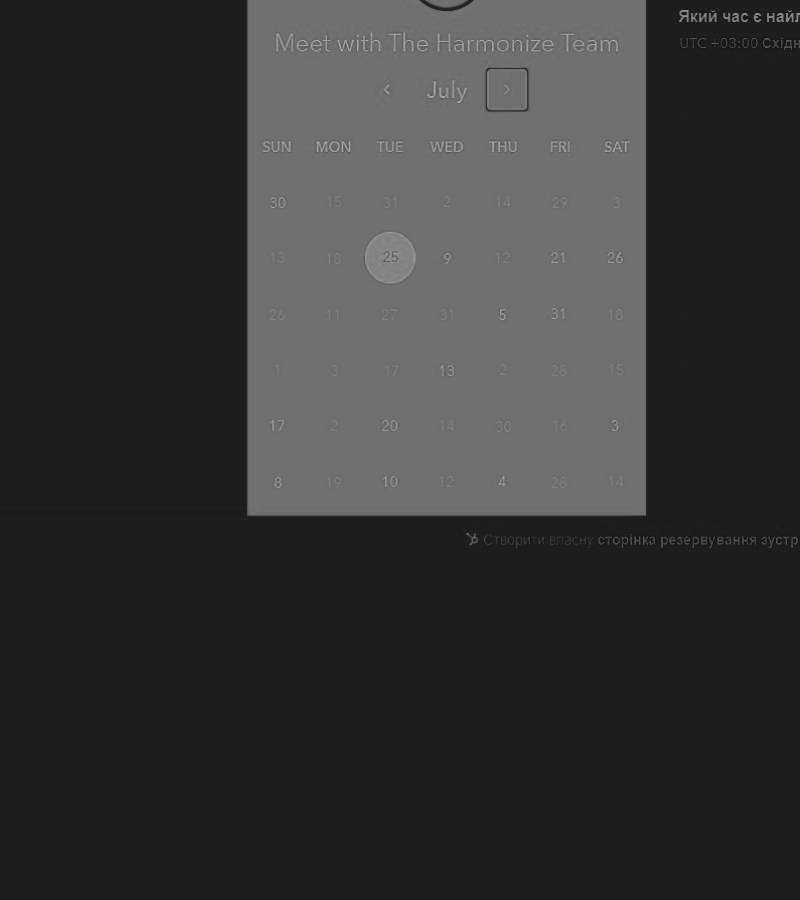 Який час є найл
UTC +03:00 Східн
Meet with The Harmonize Team
July
SUN MON TUE WED THU FRI SAT
30 15 31 2 14 29 3
13 18 25 9 12 21 26
26 11 27 31 5 31 18
1 3 17 13 2 28 15
17 2 20 14 30 16 3
8 19 10 12 4 28 14
Створити власну сторінка резервування зустр